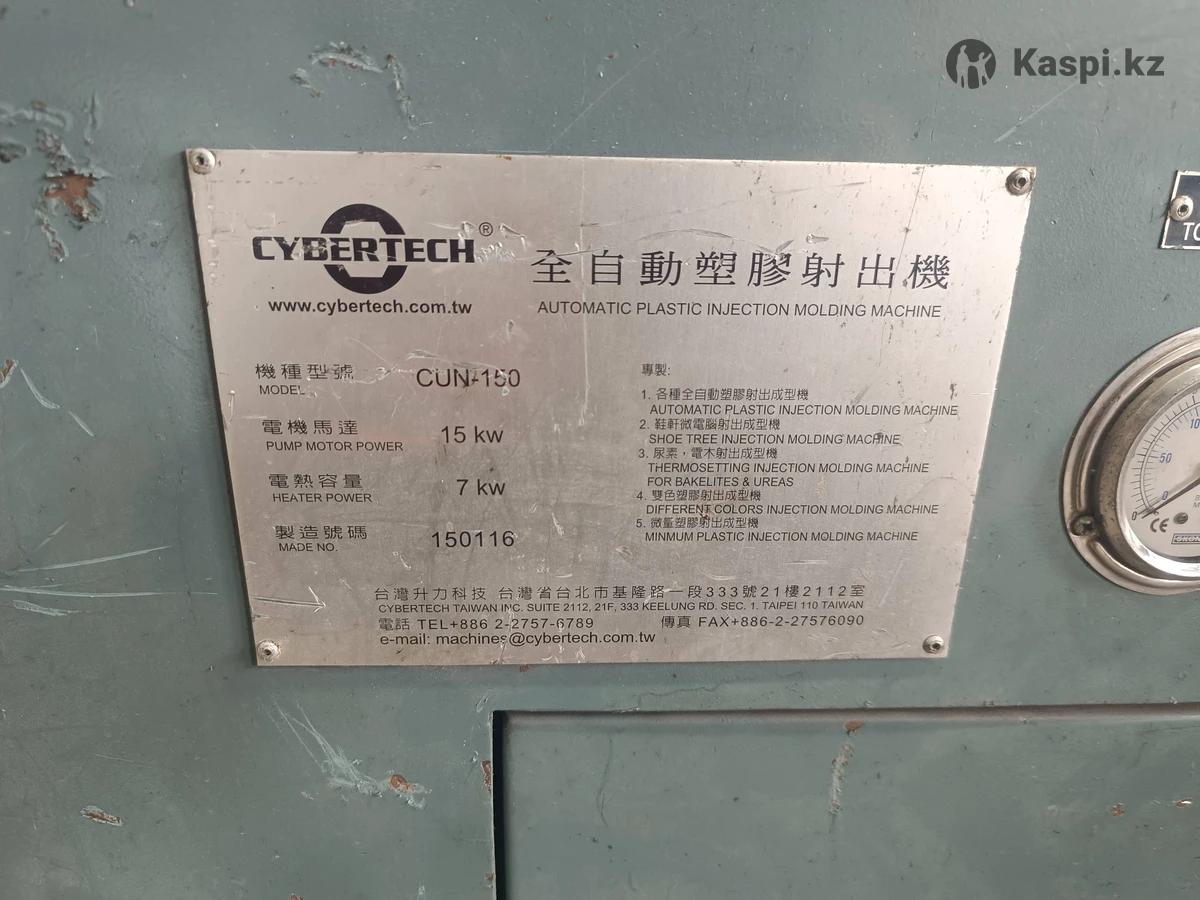 Kaspi.kz
CYBERTECH®
www.cybertech.com.tw
全自動塑膠射出機
AUTOMATIC PLASTIC INJECTION MOLDING MACHINE
機種型號 CUN-150
MODEL
電機馬達 15 kw
PUMP MOTOR POWER
電熱容量 7 kw
HEATER POWER
製造號碼 150116
MADE NO.
專製:
1. 各種全自動塑膠射出成型機
AUTOMATIC PLASTIC INJECTION MOLDING MACHINE
2. 鞋軒微電腦射出成型機
SHOE TREE INJECTION MOLDING MACHINE
3. 尿素,電木射出成型機
THERMOSETTING INJECTION MOLDING MACHINE
FOR BAKELITES & UREAS
4. 雙色塑膠射出成型機
DIFFERENT COLORS INJECTION MOLDING MACHINE
5. 微量塑膠射出成型機
MINMUM PLASTIC INJECTION MOLDING MACHINE
台灣升力科技 台灣省台北市基隆路一段333號21樓2112室
CYBERTECH TAIWAN INC. SUITE 2112, 21F, 333 KEELUNG RD. SEC. 1. TAIPEI 110 TAIWAN
電話 TEL+886 2-2757-6789 傳真 FAX+886-2-27576090
e-mail: machines@cybertech.com.tw
50
0
0
CE